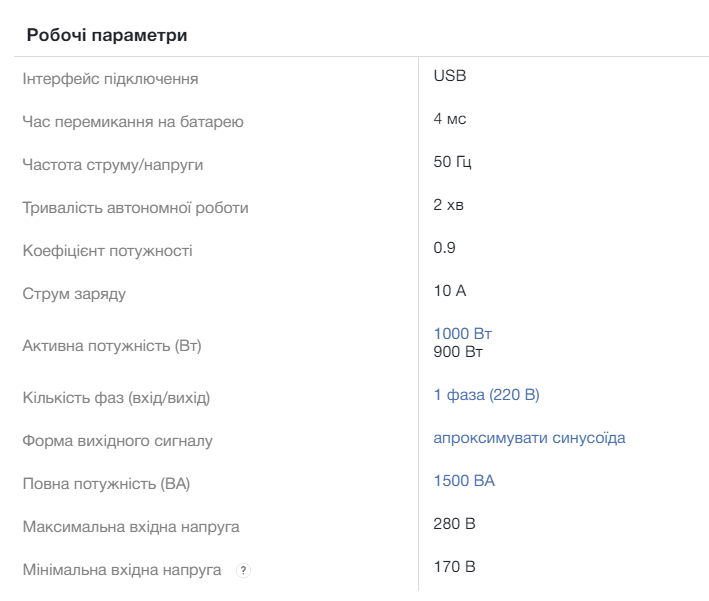 Робочі параметри
Інтерфейс підключення USB
Час перемикання на батарею 4 мс
Частота струму/напруги 50 Гц
Тривалість автономної роботи 2 хв
Коефіцієнт потужності 0.9
Струм заряду 10 А
Активна потужність (Вт) 1000 Вт
900 Вт
Кількість фаз (вхід/вихід) 1 фаза (220 В)
Форма вихідного сигналу апроксимувати синусоїда
Повна потужність (ВА) 1500 ВА
Максимальна вхідна напруга 280 В
Мінімальна вхідна напруга ? 170 В